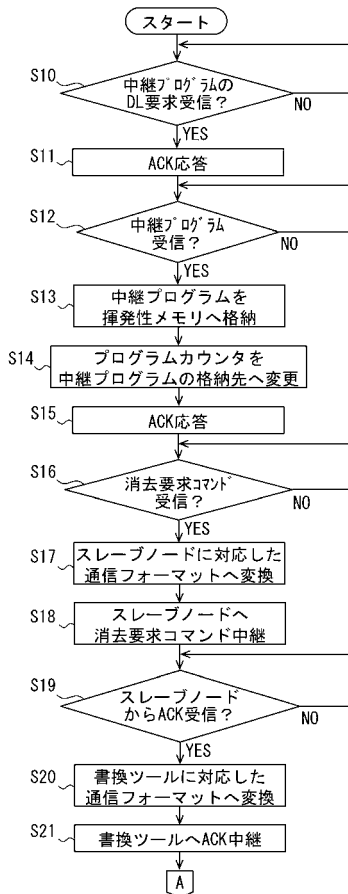 スタート
S10
中継プログラムの
DL要求受信?
NO
YES
S11
ACK応答
S12
中継プログラム
受信?
NO
YES
S13
中継プログラムを
揮発性メモリへ格納
S14
プログラムカウンタを
中継プログラムの格納先へ変更
S15
ACK応答
S16
消去要求コマンド
受信?
NO
YES
S17
スレーブノードに対応した
通信フォーマットへ変換
S18
スレーブノードへ
消去要求コマンド中継
S19
スレーブノード
からACK受信?
NO
YES
S20
書換ツールに対応した
通信フォーマットへ変換
S21
書換ツールへACK中継
A